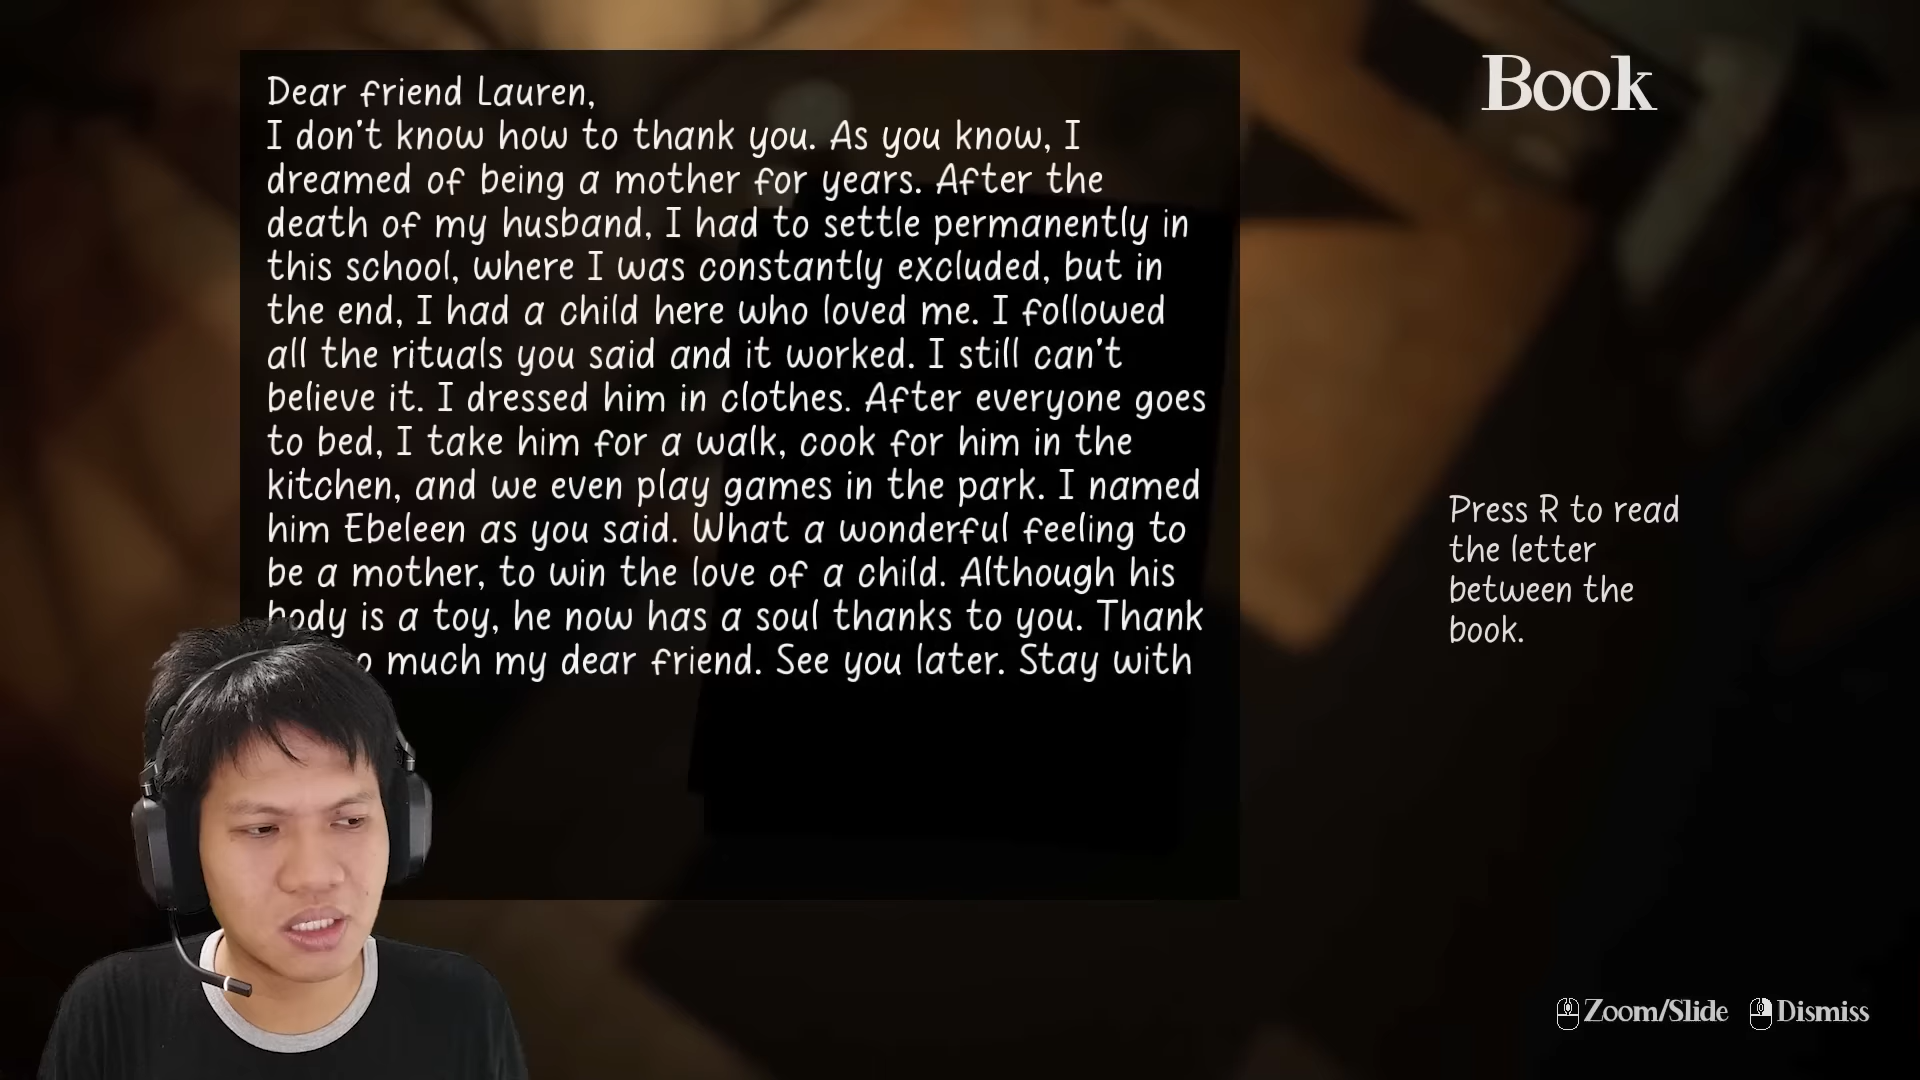 Dear friend Lauren,
I don't know how to thank you. As you know, I
dreamed of being a mother for years. After the
death of my husband, I had to settle permanently in
this school, where I was constantly excluded, but in
the end, I had a child here who loved me. I followed
all the rituals you said and it worked. I still can't
believe it. I dressed him in clothes. After everyone goes
to bed, I take him for a walk, cook for him in the
kitchen, and we even play games in the park. I named
him Ebeleen as you said. What a wonderful feeling to
be a mother, to win the love of a child. Although his
body is a toy, he now has a soul thanks to you. Thank
much my dear friend. See you later. Stay with
Book
Press R to read
the letter
between the
book.
Zoom/Slide
Dismiss